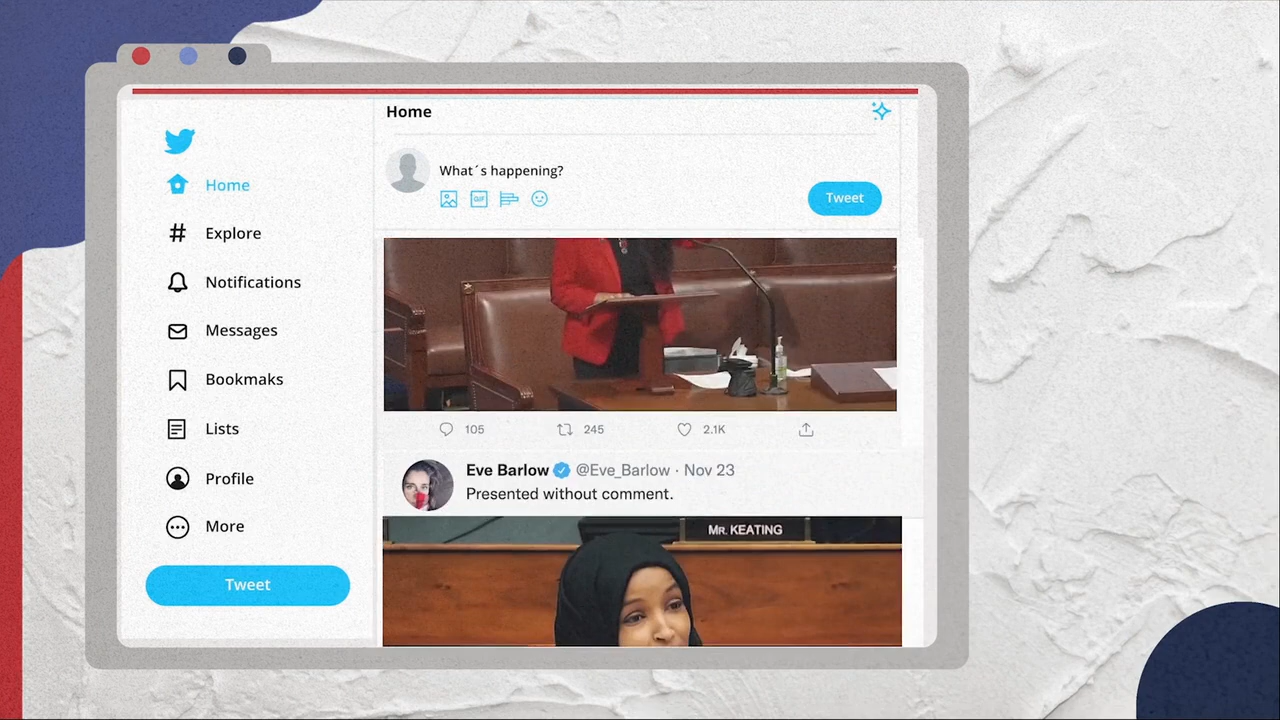 Home
What´s happening?
GIF
Tweet
Home
Explore
Notifications
Messages
Bookmaks
Lists
Profile
More
Tweet
105 245 2.1K
Eve Barlow @Eve_Barlow · Nov 23
Presented without comment.
MR. KEATING